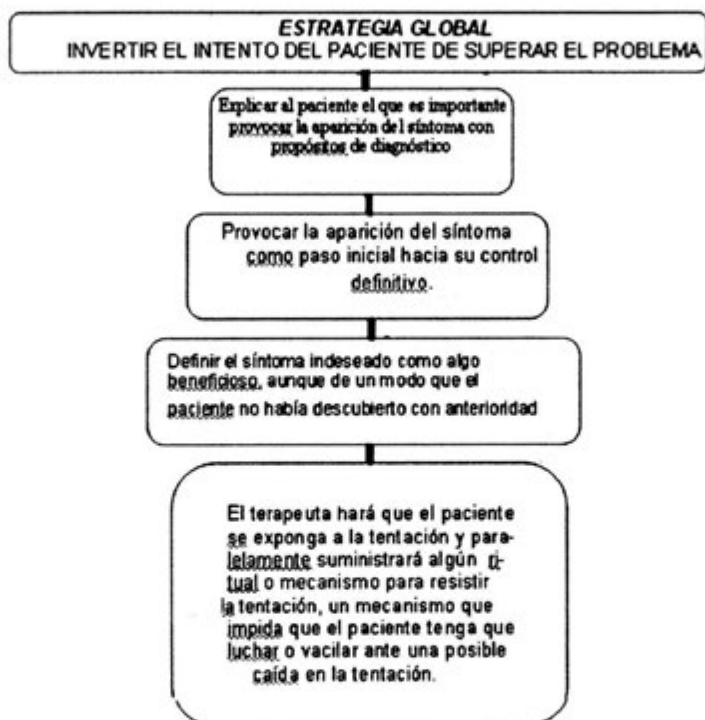 ESTRATEGIA GLOBAL
INVERTIR EL INTENTO DEL PACIENTE DE SUPERAR EL PROBLEMA
Explicar al paciente el que es importante
provocar la aparición del síntoma con
propósitos de diagnóstico
Provocar la aparición del síntoma
como paso inicial hacia su control
definitivo.
Definir el síntoma indeseado como algo
beneficioso, aunque de un modo que el
paciente no había descubierto con anterioridad
El terapeuta hará que el paciente
se exponga a la tentación y para-
lelamente suministrará algún ri-
tual o mecanismo para resistir
la tentación, un mecanismo que
impida que el paciente tenga que
luchar o vacilar ante una posible
caída en la tentación.